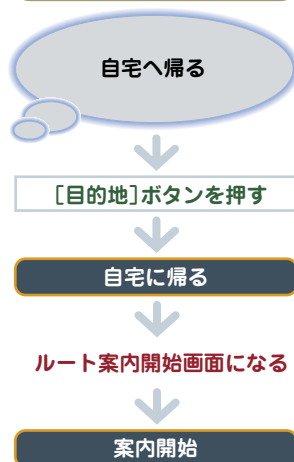 自宅へ帰る
［目的地］ボタンを押す
自宅に帰る
ルート案内開始画面になる
案内開始